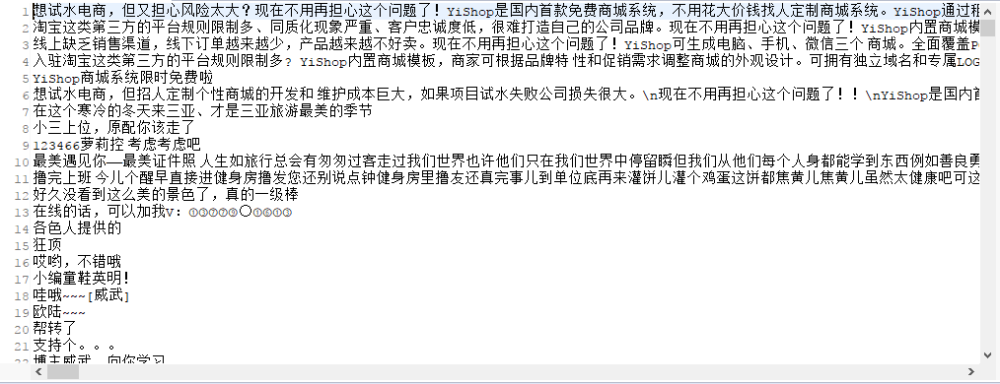 1 想试水电商，但又担心风险太大？现在不用再担心这个问题了！YiShop是国内首款免费商城系统，不用花大价钱找人定制商城系统。YiShop通过租
2 淘宝这类第三方的平台规则限制多、同质化现象严重、客户忠诚度低，很难打造自己的公司品牌。现在不用再担心这个问题了！YiShop内置商城模
3 线上缺乏销售渠道，线下订单越来越少，产品越来越不好卖。现在不用再担心这个问题了！YiShop可生成电脑、手机、微信三个 商城。全面覆盖P
4 入驻淘宝这类第三方的平台规则限制多? YiShop内置商城模板，商家可根据品牌特 性和促销需求调整商城的外观设计。可拥有独立域名和专属LOG
5 YiShop商城系统限时免费啦
6 想试水电商，但招人定制个性商城的开发和 维护成本巨大，如果项目试水失败公司损失很大。\n现在不用再担心这个问题了！！\nYiShop是国内首
7 在这个寒冷的冬天来三亚、才是三亚旅游最美的季节
8 小三上位，原配你该走了
9 123466萝莉控 考虑考虑吧
10 最美遇见你——最美证件照 人生如旅行总会有匆匆过客走过我们世界也许他们只在我们世界中停留瞬但我们从他们每个人身都能学到东西例如善良勇
11 撸完上班 今儿个醒早直接进健身房撸发您还别说点钟健身房里撸友还真完事儿到单位底再来灌饼儿灌个鸡蛋这饼都焦黄儿焦黄儿虽然太健康吧可这
12 好久没看到这么美的景色了，真的一级棒
13 在线的话，可以加我V：①③⑦⑦⑨〇①⑥①③
14 各色人提供的
15 狂顶
16 哎哟，不错哦
17 小编童鞋英明！
18 哇哦~~~[威武]
19 欧陆~~~
20 帮转了
21 支持个。。。
22 博主威武，向你学习